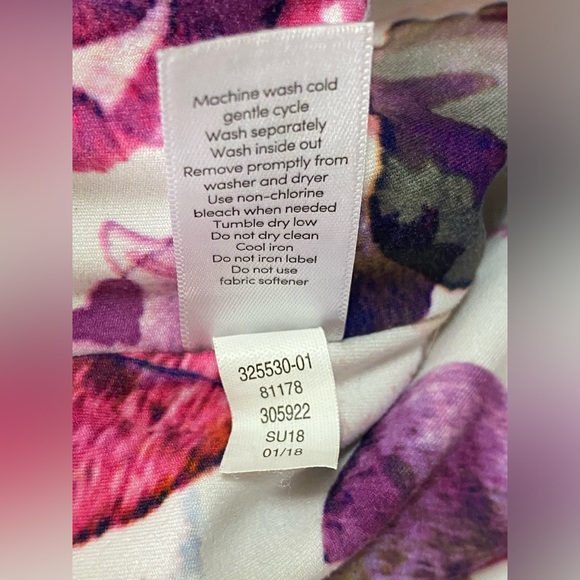 Machine wash cold
gentle cycle
Wash separately
Wash inside out
Remove promptly from
washer and dryer
Use non-chlorine
bleach when needed
Tumble dry low
Do not dry clean
Cool iron
Do not iron label
Do not use
fabric softener
325530-01
81178
305922
SU18
01/18